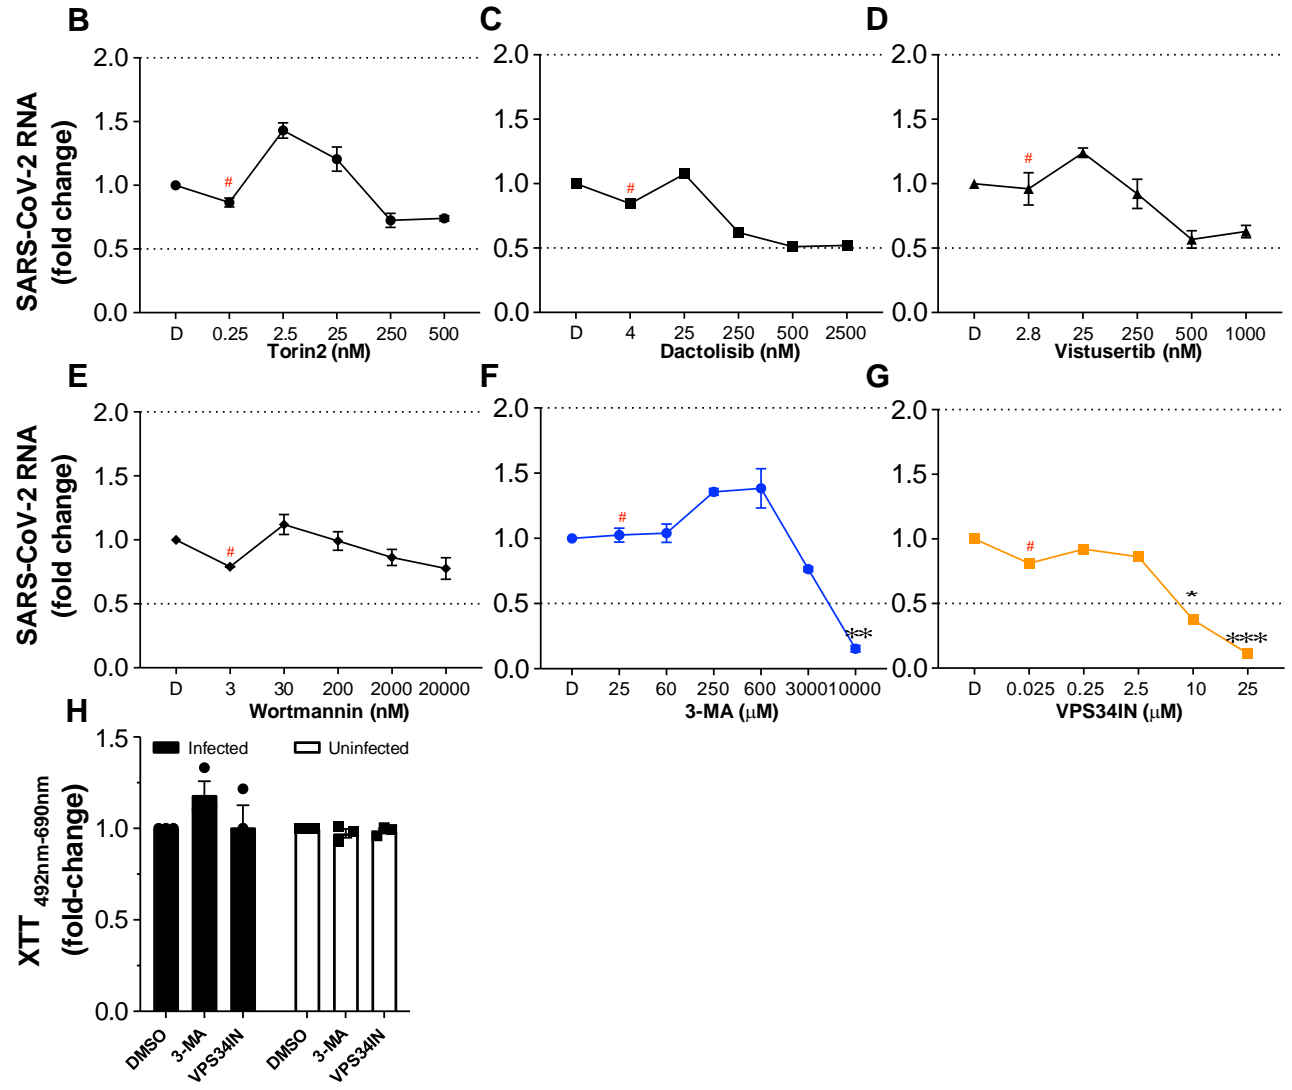 B
SARS-CoV-2 RNA
(fold change)
2.0
1.5
1.0
0.5
0.0
#
D 0.25 2.5 25 250 500
Torin2 (nM)
C
2.0
1.5
1.0
0.5
0.0
#
D 4 25 250 500 2500
Dactolisib (nM)
D
2.0
1.5
1.0
0.5
0.0
#
D 2.8 25 250 500 1000
Vistusertib (nM)
E
SARS-CoV-2 RNA
(fold change)
2.0
1.5
1.0
0.5
0.0
#
D 3 30 200 2000 20000
Wortmannin (nM)
F
2.0
1.5
1.0
0.5
0.0
#
**
D 25 60 250 600 3000 10000
3-MA (μM)
G
2.0
1.5
1.0
0.5
0.0
#
*
***
D 0.025 0.25 2.5 10 25
VPS34IN (μM)
H
XTT 492nm-690nm
(fold-change)
1.5
1.0
0.5
0.0
Infected Uninfected
DMSO 3-MA VPS34IN DMSO 3-MA VPS34IN